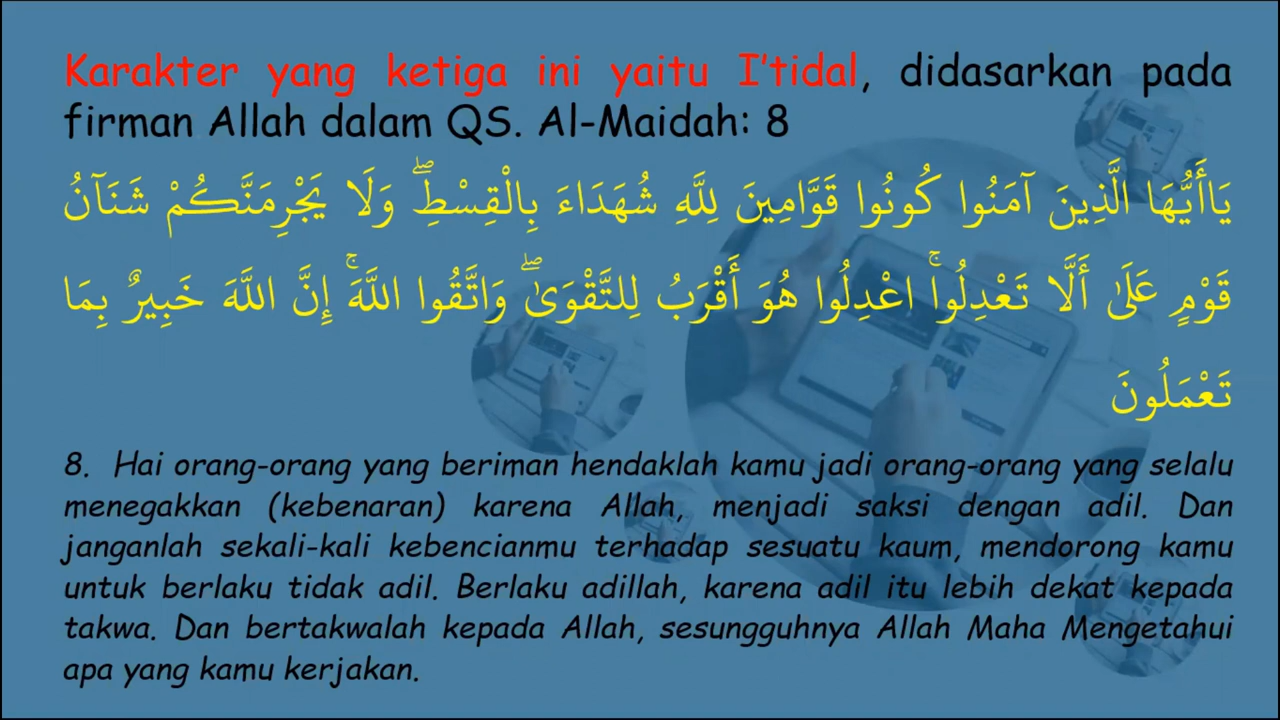 Karakter yang ketiga ini yaitu I’tidal, didasarkan pada
firman Allah dalam QS. Al-Maidah: 8
يَاأَيُّهَا الَّذِينَ آمَنُوا كُونُوا قَوَّامِينَ لِلَّهِ شُهَدَاءَ بِالْقِسْطِۖ وَلَا يَجْرِمَنَّكُمْ شَنَآنُ
قَوْمٍ عَلَىٰ أَلَّا تَعْدِلُواۚ اعْدِلُوا هُوَ أَقْرَبُ لِلتَّقْوَىٰۖ وَاتَّقُوا اللَّهَۚ إِنَّ اللَّهَ خَبِيرٌ بِمَا
تَعْمَلُونَ
8. Hai orang-orang yang beriman hendaklah kamu jadi orang-orang yang selalu
menegakkan (kebenaran) karena Allah, menjadi saksi dengan adil. Dan
janganlah sekali-kali kebencianmu terhadap sesuatu kaum, mendorong kamu
untuk berlaku tidak adil. Berlaku adillah, karena adil itu lebih dekat kepada
takwa. Dan bertakwalah kepada Allah, sesungguhnya Allah Maha Mengetahui
apa yang kamu kerjakan.